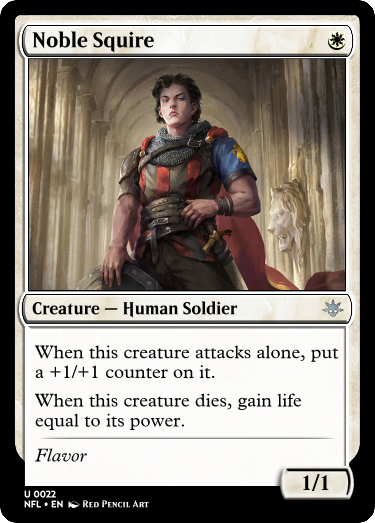 Noble Squire
Creature — Human Soldier
When this creature attacks alone, put
a +1/+1 counter on it.
When this creature dies, gain life
equal to its power.
Flavor
1/1
U 0022
NFL • EN Red Pencil Art